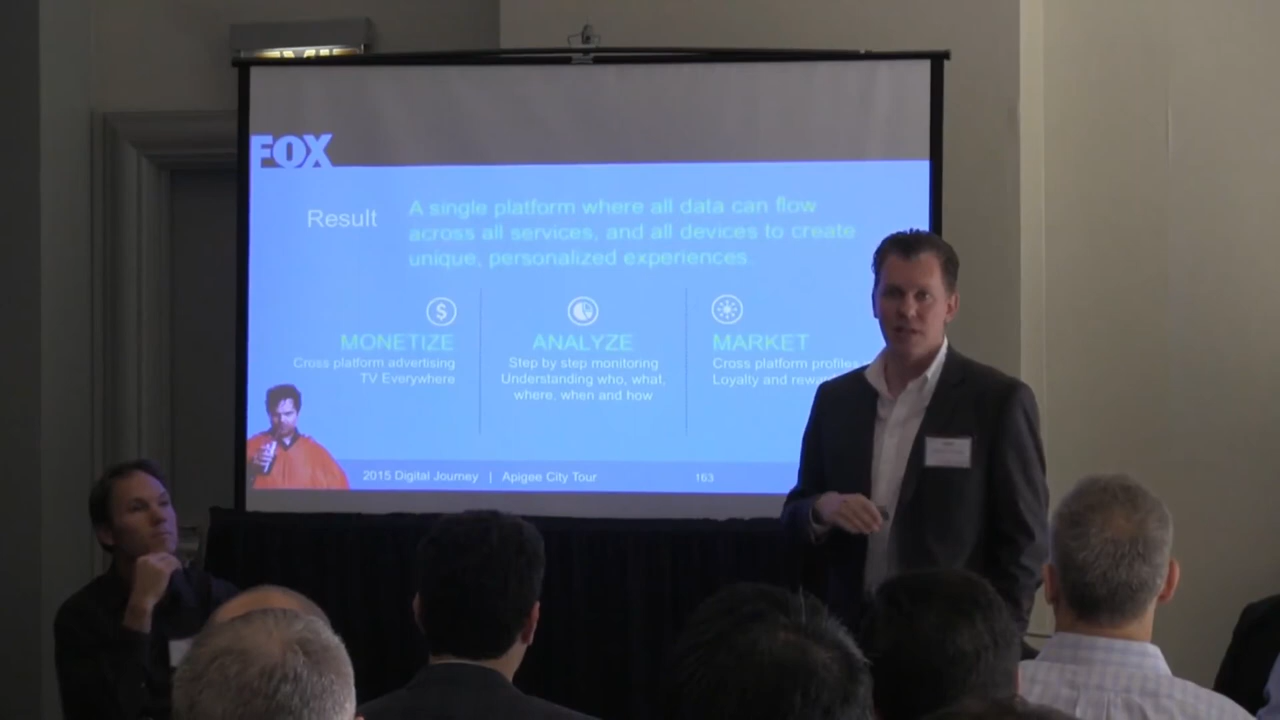 FOX
Result
A single platform where all data can flow
across all services, and all devices to create
unique, personalized experiences.
MONETIZE
Cross platform advertising
TV Everywhere
ANALYZE
Step by step monitoring
Understanding who, what,
where, when and how
MARKET
Cross platform profiles
Loyalty and
2015 Digital Journey | Apigee City Tour
163